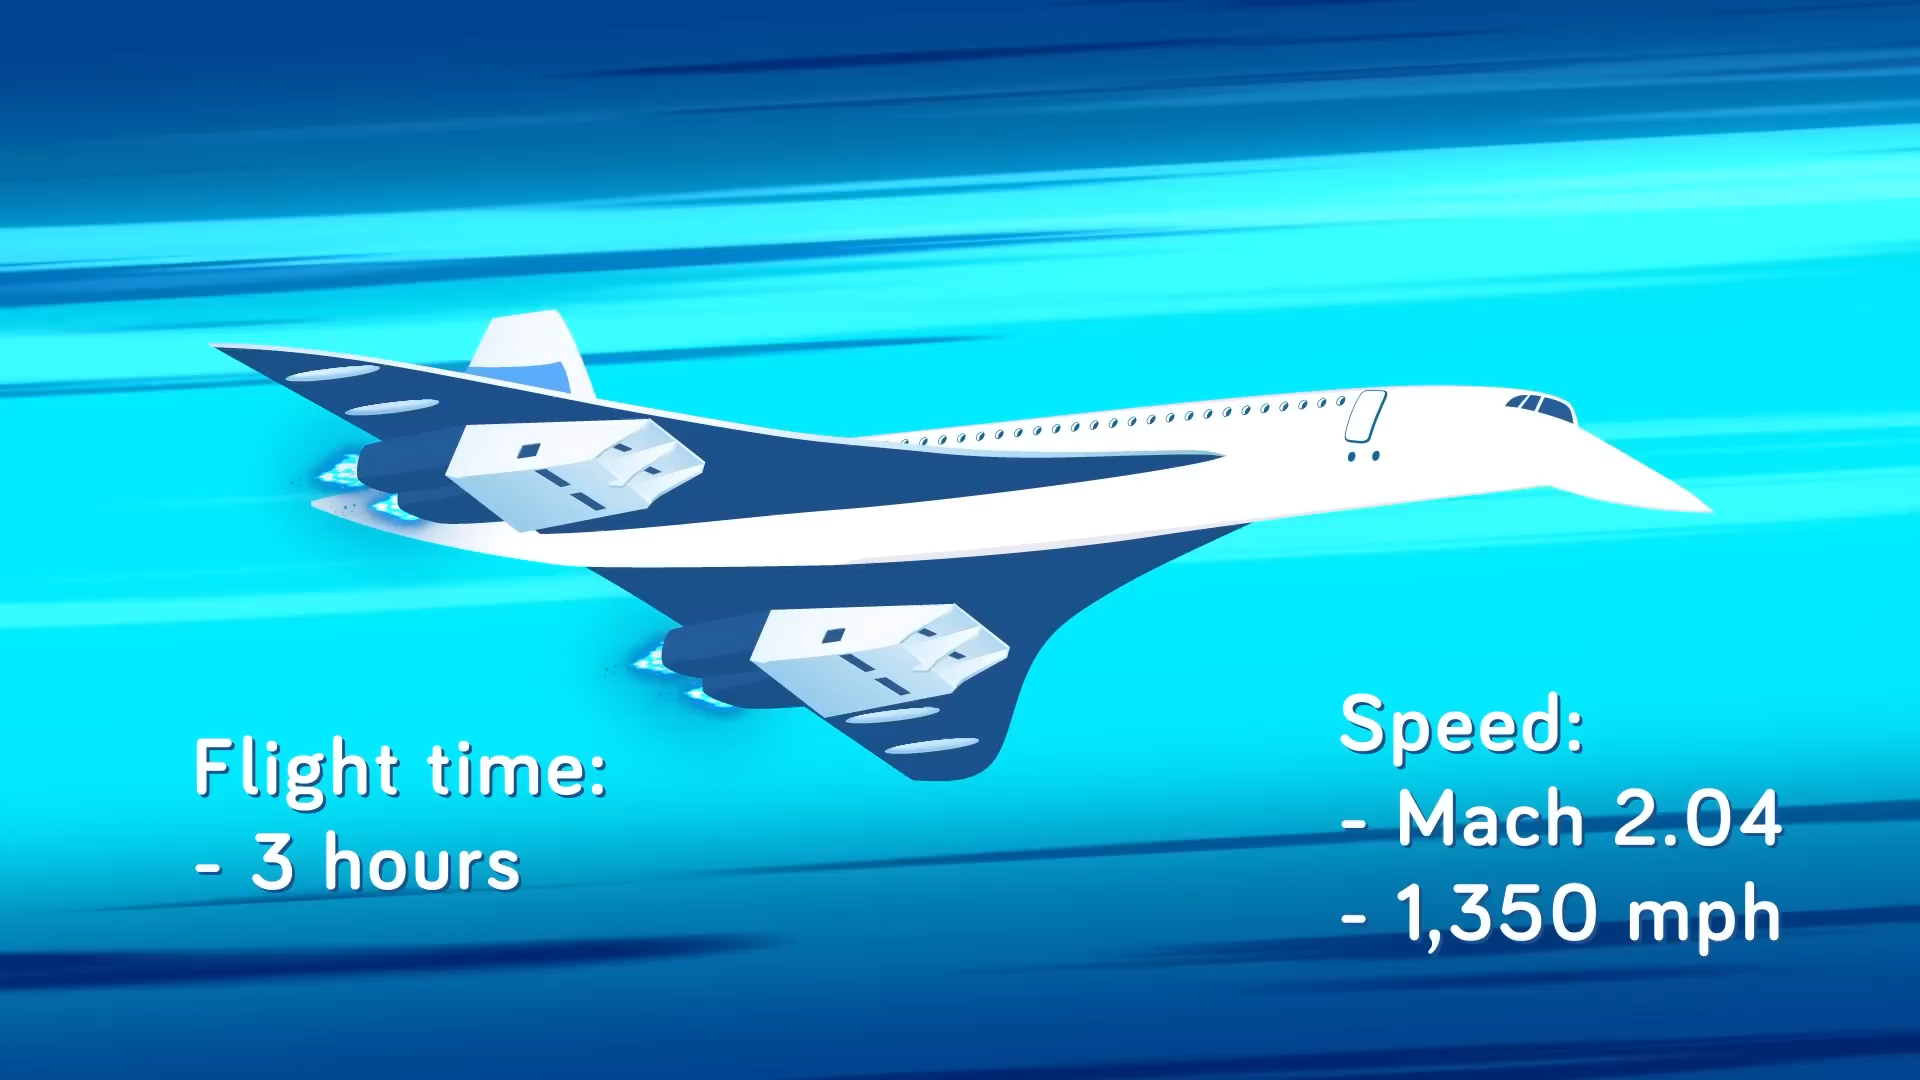 Flight time:
- 3 hours
Speed:
- Mach 2.04
- 1,350 mph